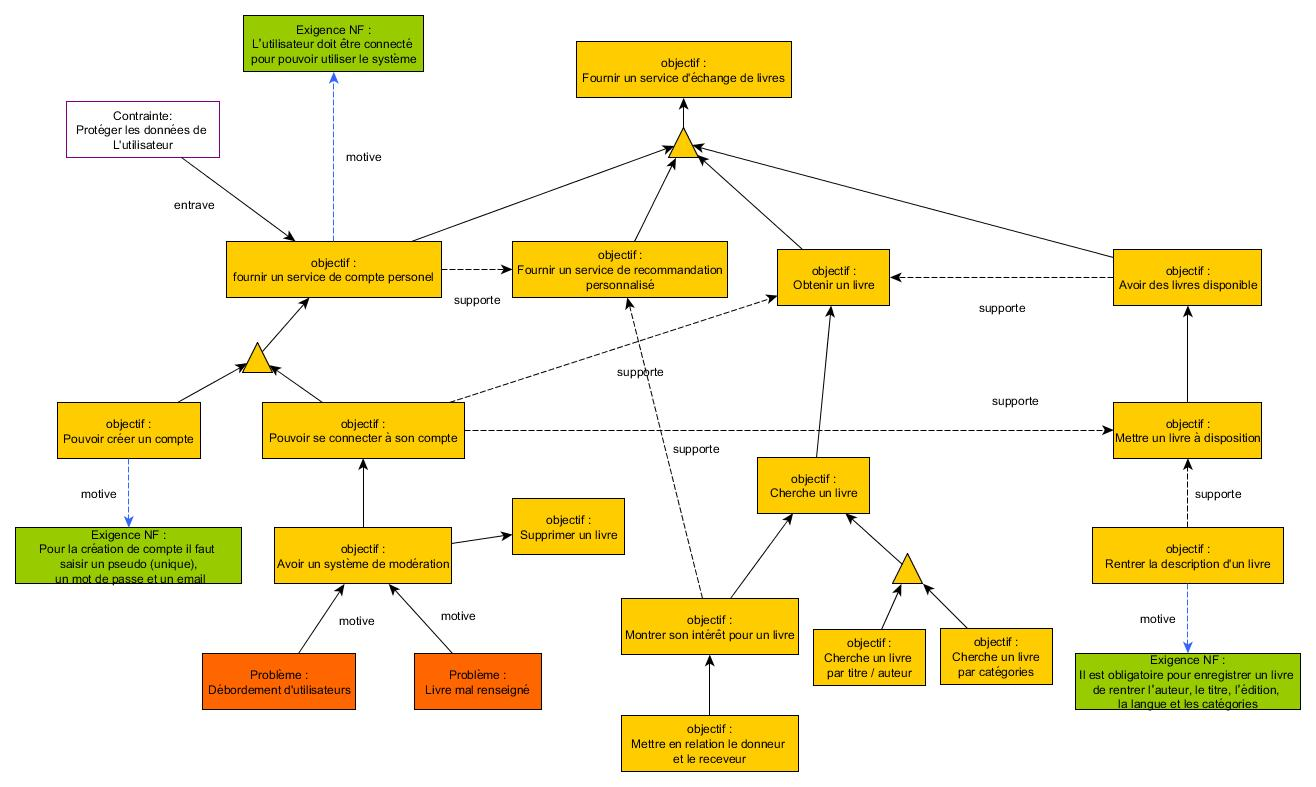 Exigence NF :
L'utilisateur doit être connecté
pour pouvoir utiliser le système
objectif :
Fournir un service d'échange de livres
Contrainte:
Protéger les données de
L'utilisateur
motive
entrave
objectif :
fournir un service de compte personel
objectif :
Fournir un service de recommandation
personnalisé
objectif :
Obtenir un livre
objectif :
Avoir des livres disponible
supporte
supporte
supporte
supporte
objectif :
Pouvoir créer un compte
objectif :
Pouvoir se connecter à son compte
objectif :
Mettre un livre à disposition
supporte
objectif :
Cherche un livre
motive
supporte
Exigence NF :
Pour la création de compte il faut
saisir un pseudo (unique),
un mot de passe et un email
objectif :
Avoir un système de modération
objectif :
Supprimer un livre
objectif :
Rentrer la description d'un livre
motive
motive
motive
objectif :
Montrer son intérêt pour un livre
objectif :
Cherche un livre
par titre / auteur
objectif :
Cherche un livre
par catégories
Problème :
Débordement d'utilisateurs
Problème :
Livre mal renseigné
Exigence NF :
Il est obligatoire pour enregistrer un livre
de rentrer l'auteur, le titre, l'édition,
la langue et les catégories
objectif :
Mettre en relation le donneur
et le receveur